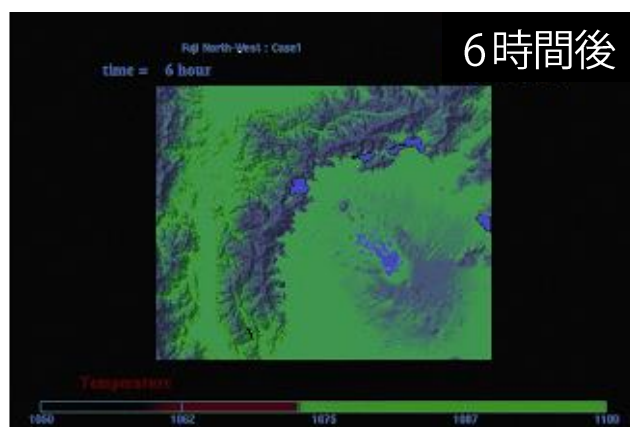 6時間後
Fuji North-West : Case1
time = 6 hour
Temperature
1050 1062 1075 1087 1100